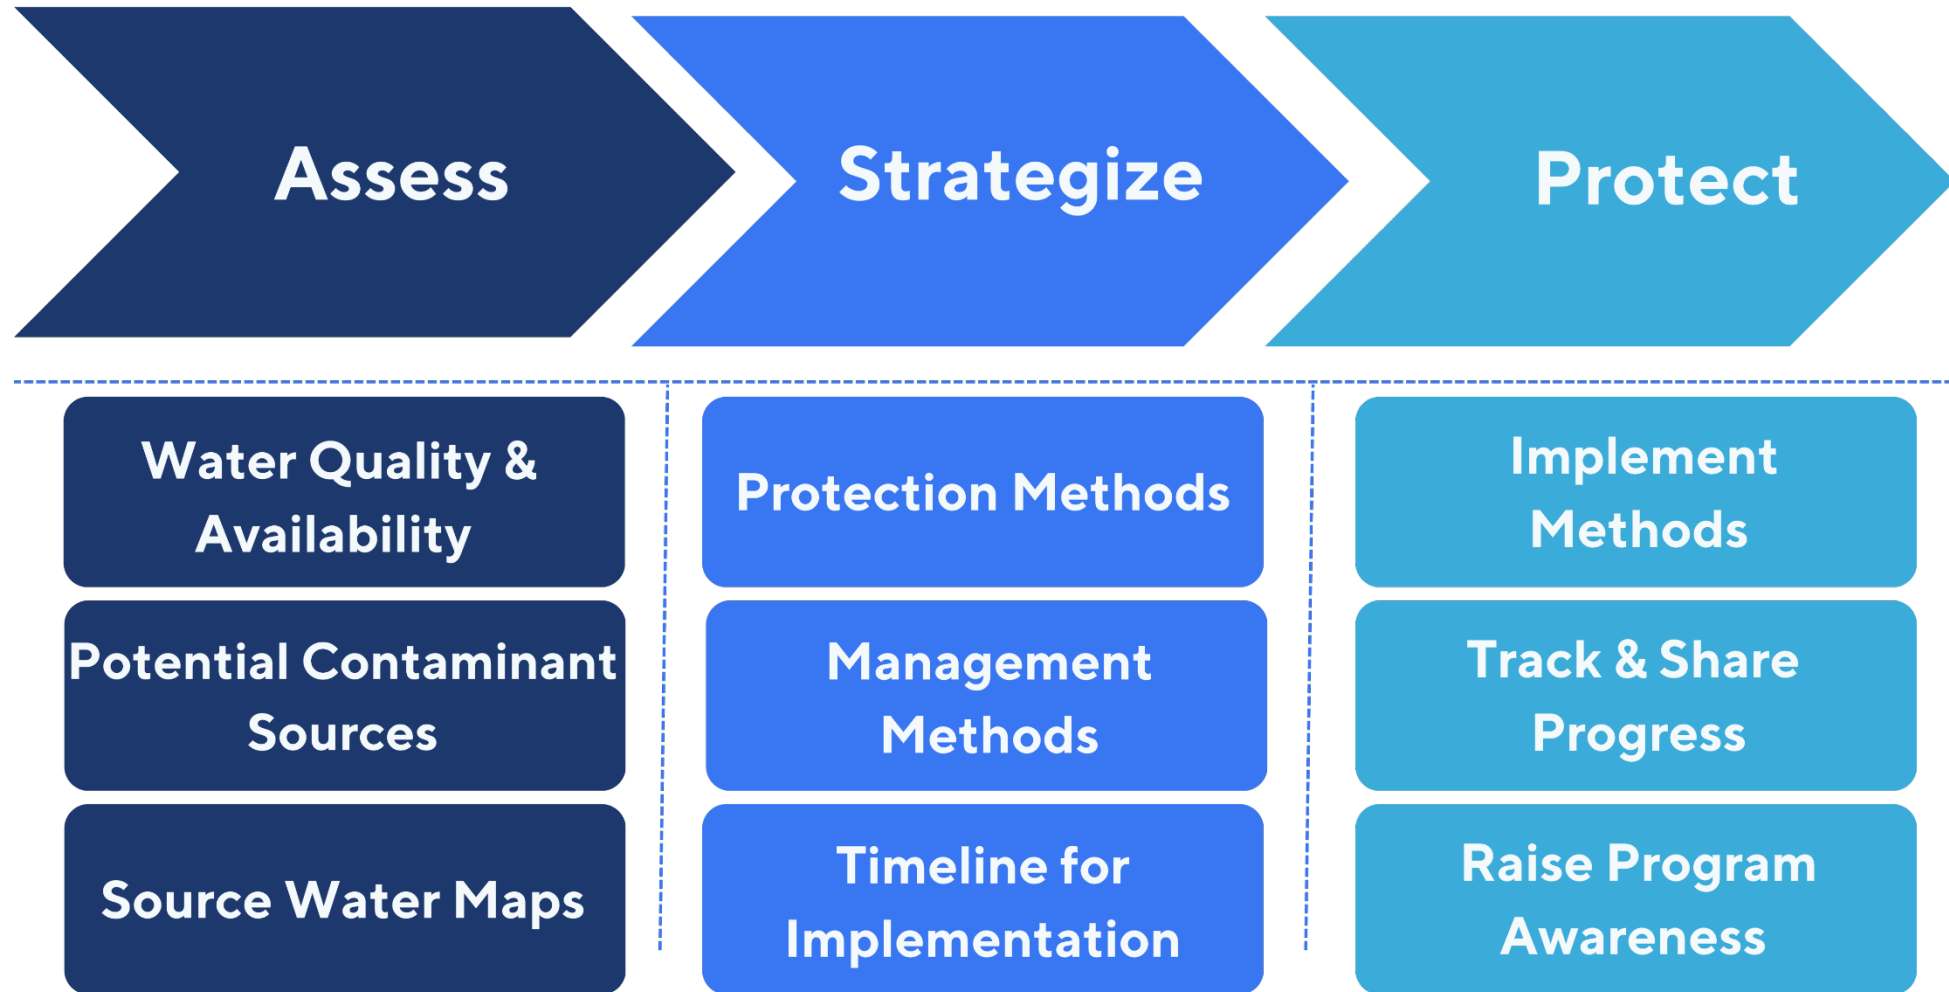 Assess
Strategize
Protect
Water Quality &
Availability
Potential Contaminant
Sources
Source Water Maps
Protection Methods
Management
Methods
Timeline for
Implementation
Implement
Methods
Track & Share
Progress
Raise Program
Awareness